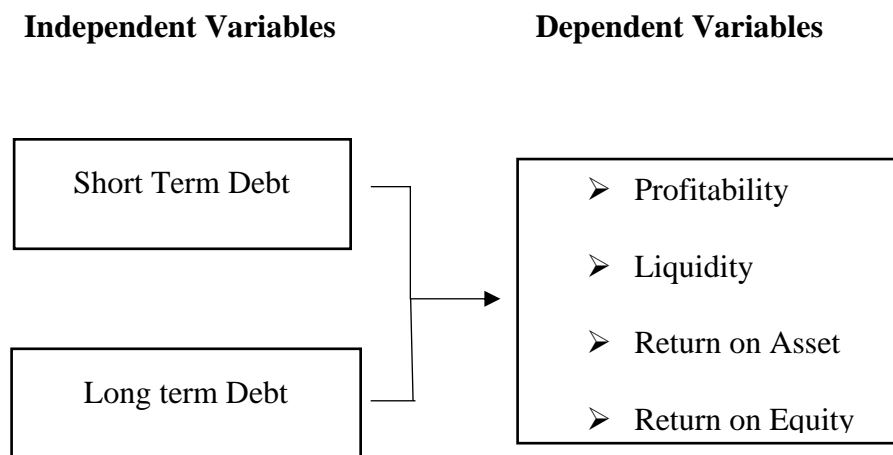 Independent Variables
Dependent Variables
Short Term Debt
Long term Debt
➢ Profitability
➢ Liquidity
➢ Return on Asset
➢ Return on Equity